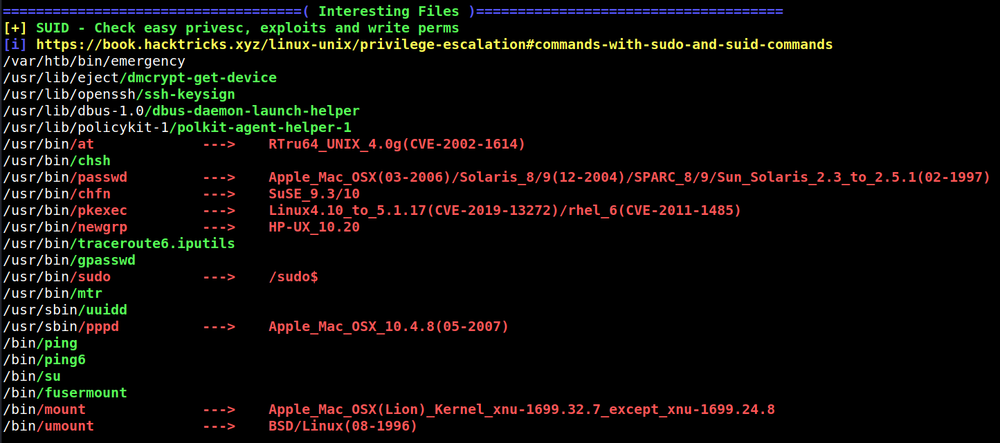 ====================================( Interesting Files )=====================================
[+] SUID - Check easy privesc, exploits and write perms
[i] https://book.hacktricks.xyz/linux-unix/privilege-escalation#commands-with-sudo-and-suid-commands
/var/htb/bin/emergency
/usr/lib/eject/dmcrypt-get-device
/usr/lib/openssh/ssh-keysign
/usr/lib/dbus-1.0/dbus-daemon-launch-helper
/usr/lib/policykit-1/polkit-agent-helper-1
/usr/bin/at             --->    RTru64_UNIX_4.0g(CVE-2002-1614)
/usr/bin/chsh
/usr/bin/passwd         --->    Apple_Mac_OSX(03-2006)/Solaris_8/9(12-2004)/SPARC_8/9/Sun_Solaris_2.3_to_2.5.1(02-1997)
/usr/bin/chfn           --->    SuSE_9.3/10
/usr/bin/pkexec         --->    Linux4.10_to_5.1.17(CVE-2019-13272)/rhel_6(CVE-2011-1485)
/usr/bin/newgrp         --->    HP-UX_10.20
/usr/bin/traceroute6.iputils
/usr/bin/gpasswd
/usr/bin/sudo           --->    /sudo$
/usr/bin/mtr
/usr/sbin/uuidd
/usr/sbin/pppd          --->    Apple_Mac_OSX_10.4.8(05-2007)
/bin/ping
/bin/ping6
/bin/su
/bin/fusermount
/bin/mount              --->    Apple_Mac_OSX(Lion)_Kernel_xnu-1699.32.7_except_xnu-1699.24.8
/bin/umount             --->    BSD/Linux(08-1996)